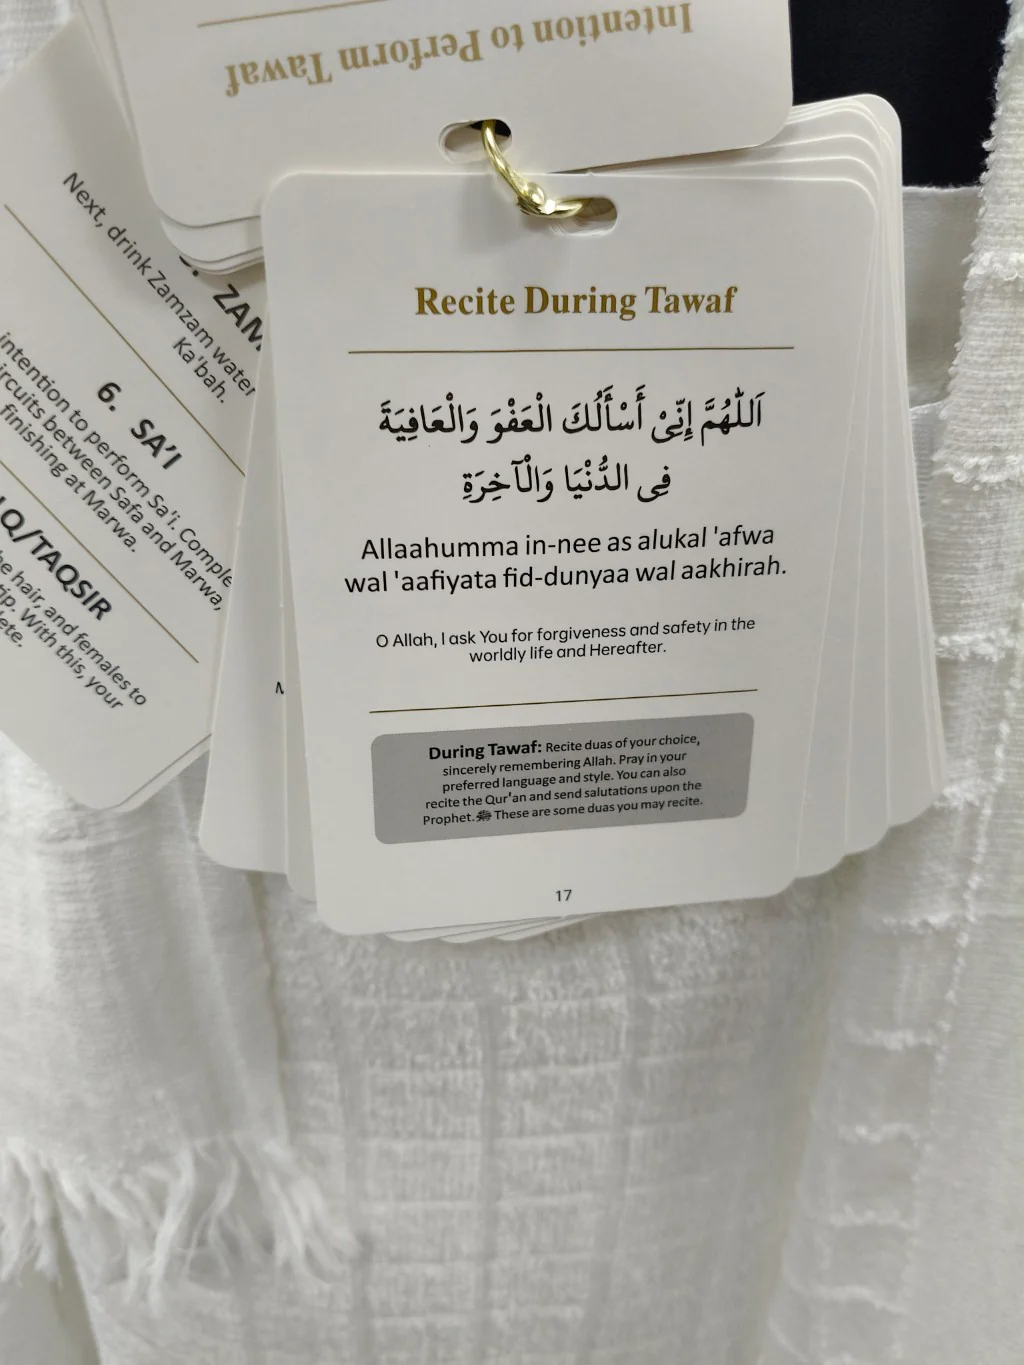 Intention to Perform Tawaf
Recite During Tawaf
اَللّٰهُمَّ إِنِّىْ أَسْأَلُكَ الْعَفْوَ وَالْعَافِيَةَ
فِى الدُّنْيَا وَالْآخِرَةِ
Allaahumma in-nee as alukal 'afwa
wal 'aafiyata fid-dunyaa wal aakhirah.
O Allah, I ask You for forgiveness and safety in the
worldly life and Hereafter.
During Tawaf: Recite duas of your choice,
sincerely remembering Allah. Pray in your
preferred language and style. You can also
recite the Qur'an and send salutations upon the
Prophet.ﷺ These are some duas you may recite.
17
Next, drink Zamzam water
Ka'bah.
6. SA'I
intention to perform Sa'i.
between Safa and Marwa,
finishing at Marwa.
/TAQSIR
hair, and females to
With this, your